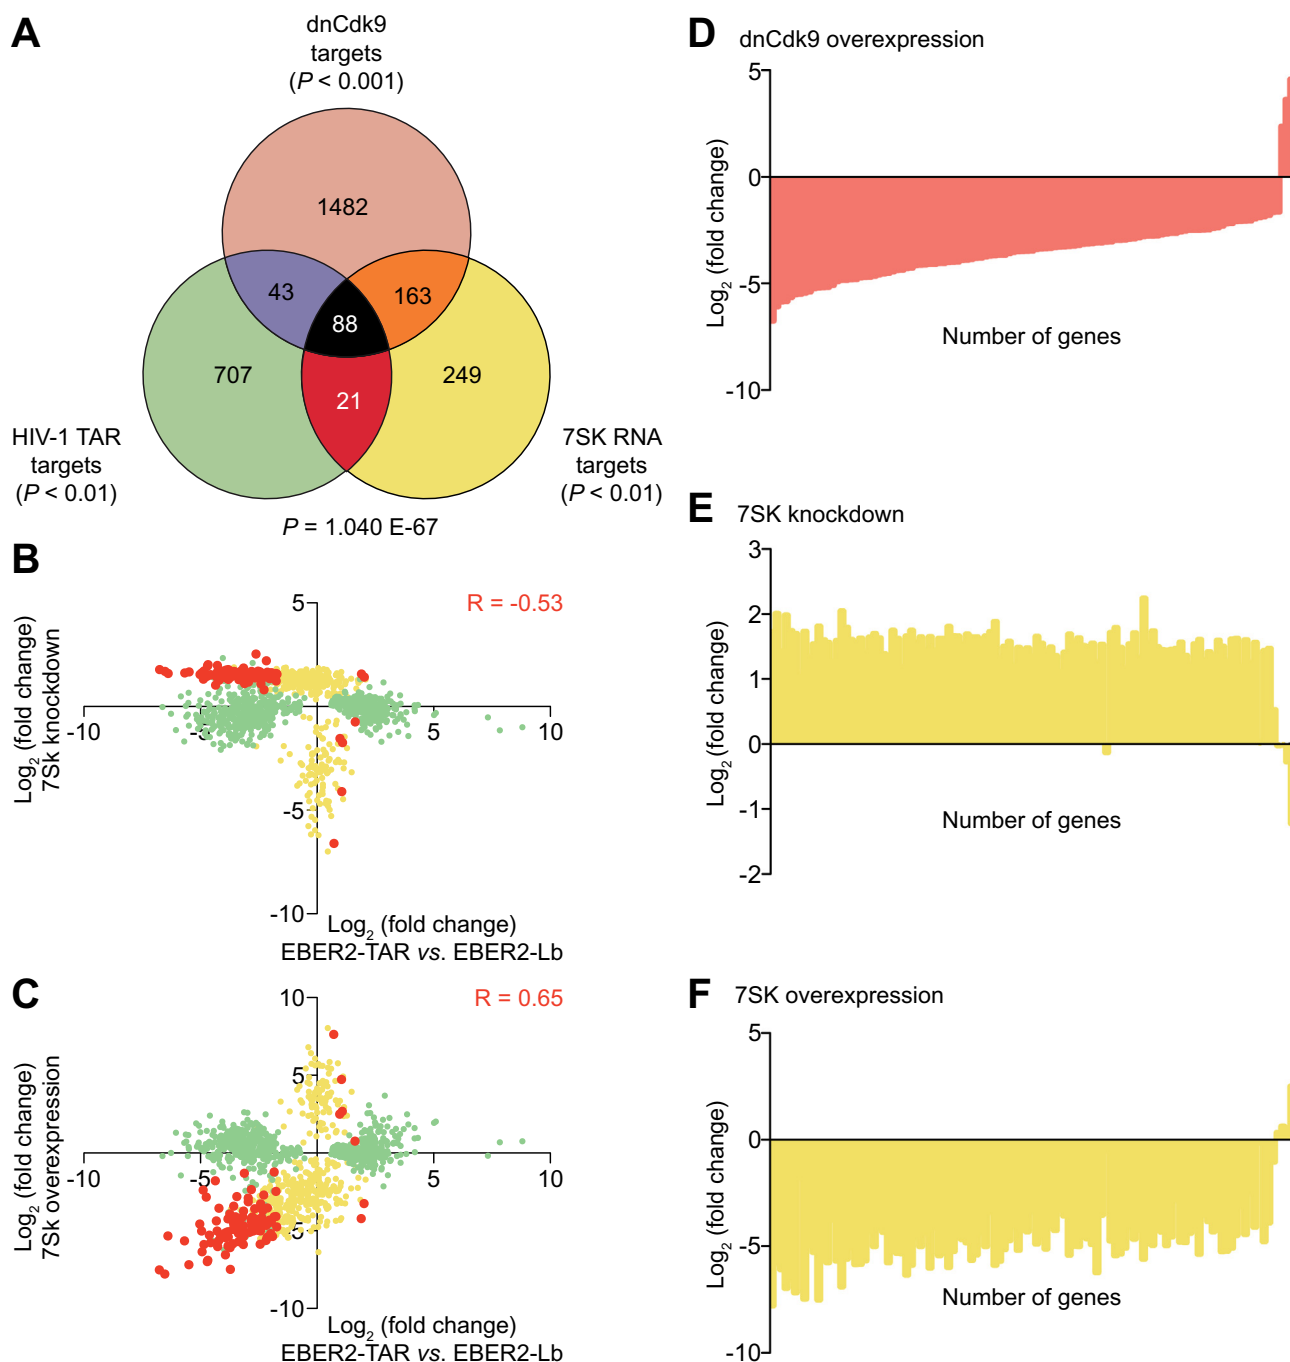 A
dnCdk9
targets
(P < 0.001)
1482
43
163
88
707
249
21
HIV-1 TAR
targets
(P < 0.01)
7SK RNA
targets
(P < 0.01)
P = 1.040 E-67
B
R = -0.53
5
-10
-5
5
10
-5
-10
Log2 (fold change)
7Sk knockdown
Log2 (fold change)
EBER2-TAR vs. EBER2-Lb
C
R = 0.65
10
5
-10
-5
5
10
-5
-10
Log2 (fold change)
7Sk overexpression
Log2 (fold change)
EBER2-TAR vs. EBER2-Lb
D
dnCdk9 overexpression
5
0
-5
-10
Log2 (fold change)
Number of genes
E
7SK knockdown
3
2
1
0
-1
-2
Log2 (fold change)
Number of genes
F
7SK overexpression
5
0
-5
-10
Log2 (fold change)
Number of genes